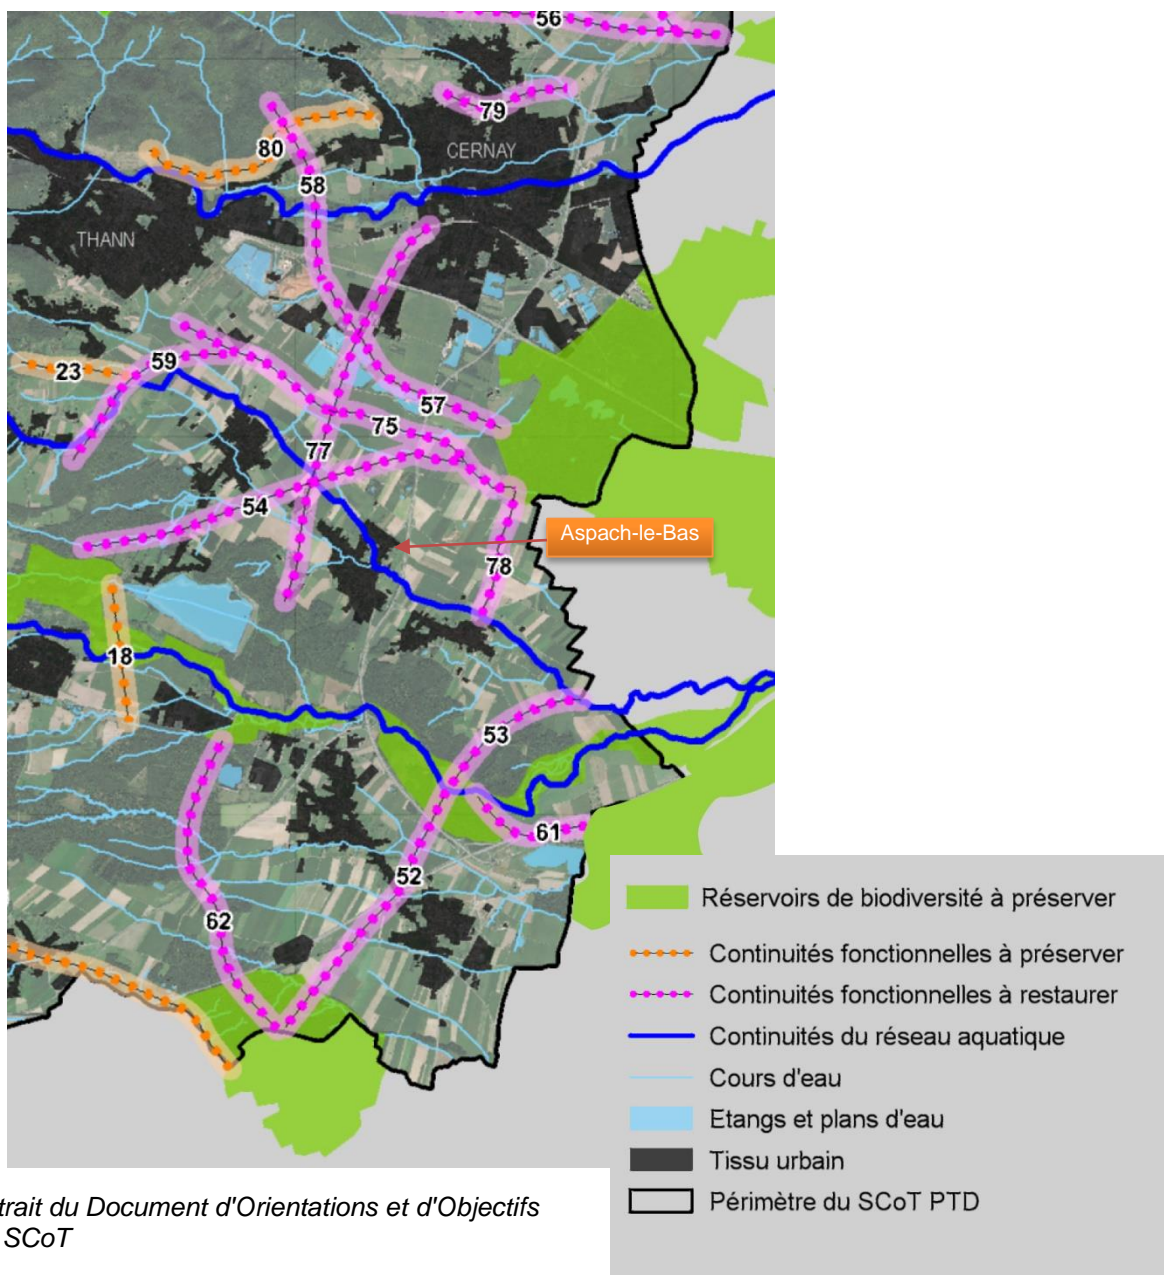 56
79
CERNAY
80
58
THANN
59
23
57
75
77
54
Aspach-le-Bas
78
18
53
61
52
62
Réservoirs de biodiversité à préserver
Continuités fonctionnelles à préserver
Continuités fonctionnelles à restaurer
Continuités du réseau aquatique
Cours d'eau
Etangs et plans d'eau
Tissu urbain
Périmètre du SCoT PTD
trait du Document d'Orientations et d'Objectifs
SCoT